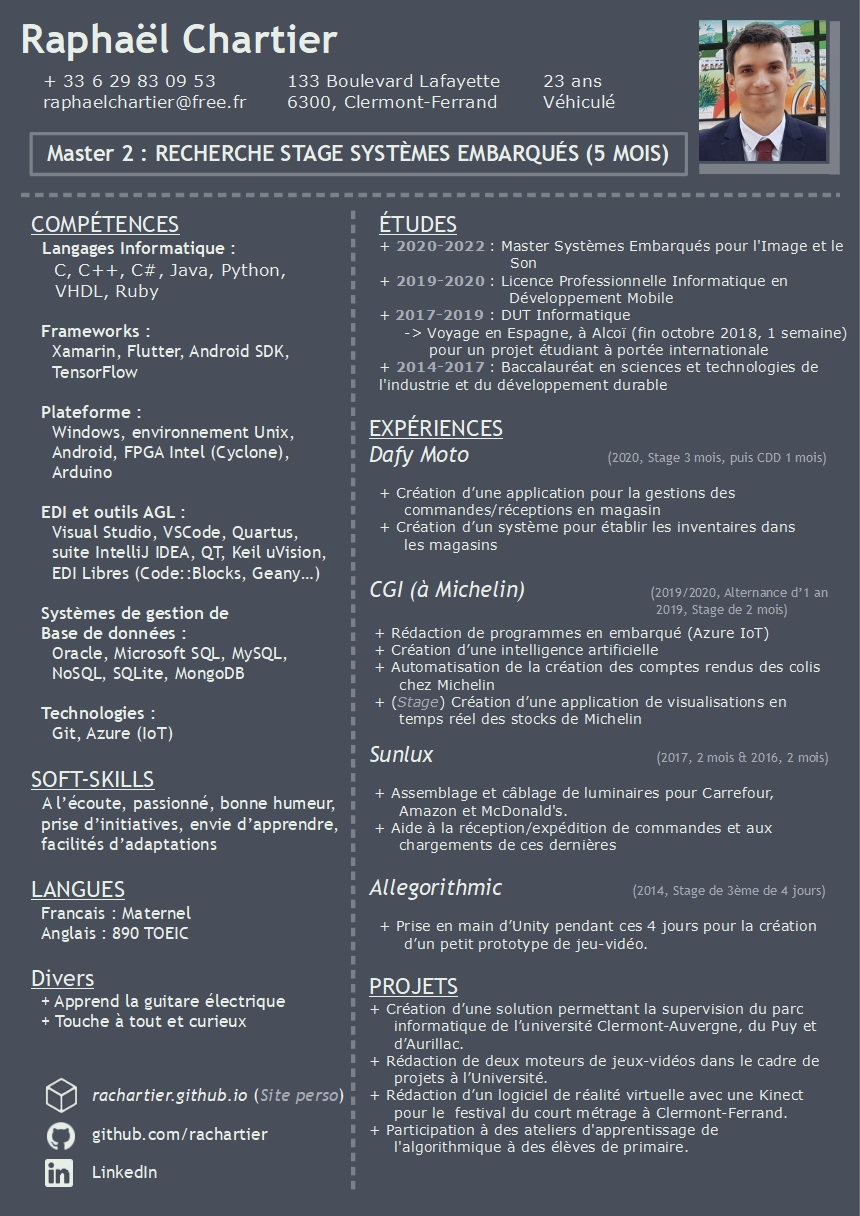 Raphaël Chartier
+ 33 6 29 83 09 53
133 Boulevard Lafayette
23 ans
raphaelchartier@free.fr
6300, Clermont-Ferrand
Véhiculé
Master 2 : RECHERCHE STAGE SYSTÈMES EMBARQUÉS (5 MOIS)
COMPÉTENCES
Langages Informatique :
C, C++, C#, Java, Python,
VHDL, Ruby
Frameworks :
Xamarin, Flutter, Android SDK,
TensorFlow
Plateforme :
Windows, environnement Unix,
Android, FPGA Intel (Cyclone),
Arduino
EDI et outils AGL :
Visual Studio, VSCode, Quartus,
suite IntelliJ IDEA, QT, Keil uVision,
EDI Libres (Code::Blocks, Geany…)
Systèmes de gestion de
Base de données :
Oracle, Microsoft SQL, MySQL,
NoSQL, SQLite, MongoDB
Technologies :
Git, Azure (IoT)
SOFT-SKILLS
A l’écoute, passionné, bonne humeur,
prise d’initiatives, envie d’apprendre,
facilités d’adaptations
LANGUES
Francais : Maternel
Anglais : 890 TOEIC
Divers
+ Apprend la guitare électrique
+ Touche à tout et curieux
rachartier.github.io (Site perso)
github.com/rachartier
LinkedIn
ÉTUDES
+ 2020-2022 : Master Systèmes Embarqués pour l'Image et le
Son
+ 2019-2020 : Licence Professionnelle Informatique en
Développement Mobile
+ 2017-2019 : DUT Informatique
-> Voyage en Espagne, à Alcoï (fin octobre 2018, 1 semaine)
pour un projet étudiant à portée internationale
+ 2014-2017 : Baccalauréat en sciences et technologies de
l'industrie et du développement durable
EXPÉRIENCES
Dafy Moto (2020, Stage 3 mois, puis CDD 1 mois)
+ Création d’une application pour la gestions des
commandes/réceptions en magasin
+ Création d’un système pour établir les inventaires dans
les magasins
CGI (à Michelin) (2019/2020, Alternance d’1 an
2019, Stage de 2 mois)
+ Rédaction de programmes en embarqué (Azure IoT)
+ Création d’une intelligence artificielle
+ Automatisation de la création des comptes rendus des colis
chez Michelin
+ (Stage) Création d’une application de visualisations en
temps réel des stocks de Michelin
Sunlux (2017, 2 mois & 2016, 2 mois)
+ Assemblage et câblage de luminaires pour Carrefour,
Amazon et McDonald's.
+ Aide à la réception/expédition de commandes et aux
chargements de ces dernières
Allegorithmic (2014, Stage de 3ème de 4 jours)
+ Prise en main d’Unity pendant ces 4 jours pour la création
d’un petit prototype de jeu-vidéo.
PROJETS
+ Création d’une solution permettant la supervision du parc
informatique de l’université Clermont-Auvergne, du Puy et
d’Aurillac.
+ Rédaction de deux moteurs de jeux-vidéos dans le cadre de
projets à l’Université.
+ Rédaction d’un logiciel de réalité virtuelle avec une Kinect
pour le festival du court métrage à Clermont-Ferrand.
+ Participation à des ateliers d'apprentissage de
l'algorithmique à des élèves de primaire.